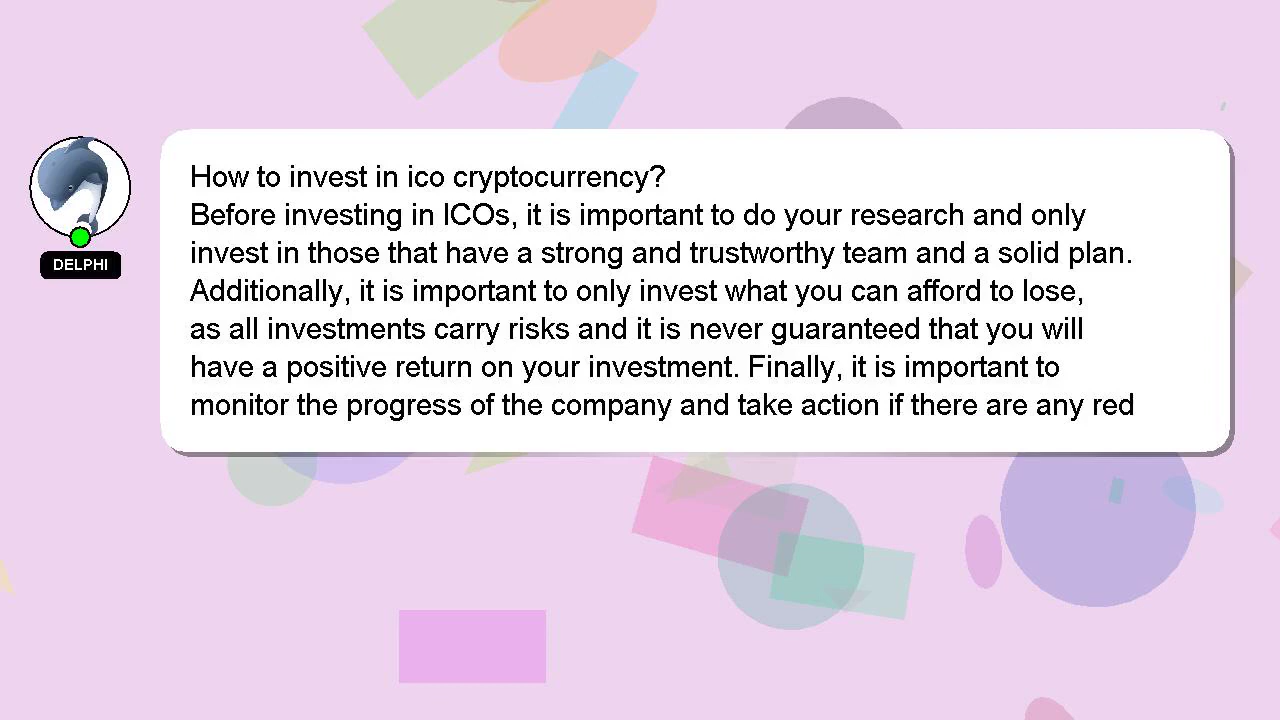 How to invest in ico cryptocurrency?
Before investing in ICOs, it is important to do your research and only
invest in those that have a strong and trustworthy team and a solid plan.
Additionally, it is important to only invest what you can afford to lose,
as all investments carry risks and it is never guaranteed that you will
have a positive return on your investment. Finally, it is important to
monitor the progress of the company and take action if there are any red
DELPHI